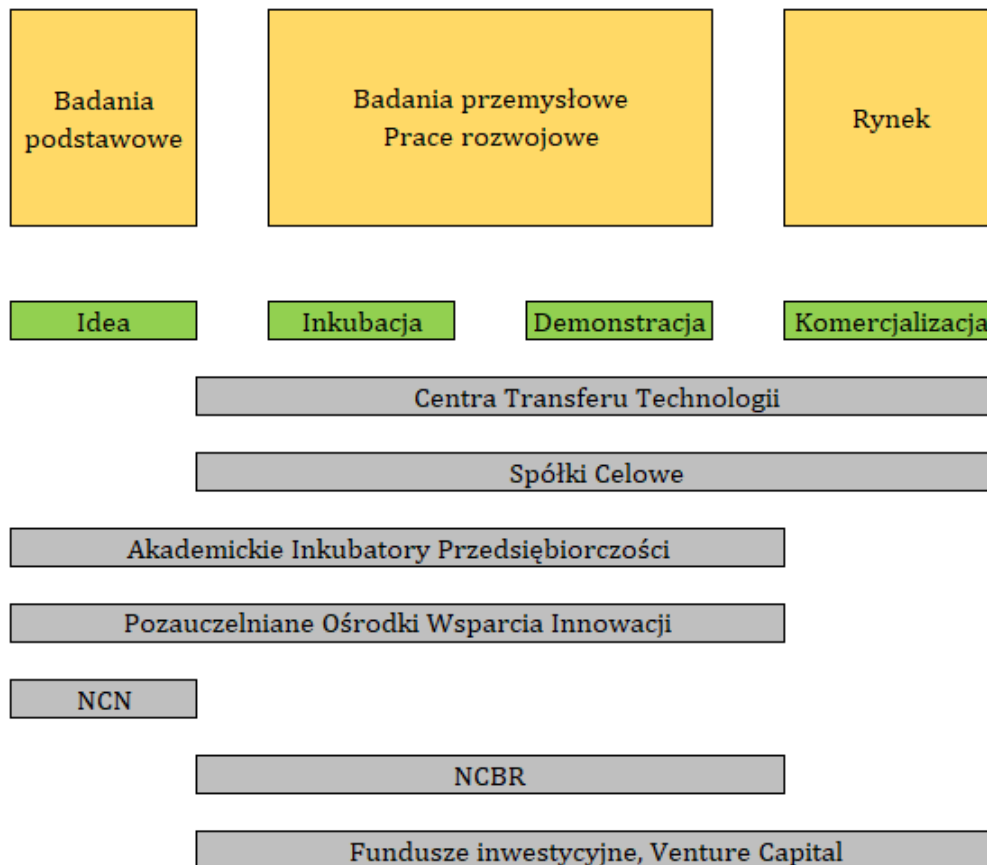 Badania
podstawowe
Badania przemysłowe
Prace rozwojowe
Rynek
Idea
Inkubacja
Demonstracja
Komercjalizacja
Centra Transferu Technologii
Spółki Celowe
Akademickie Inkubatory Przedsiębiorczości
Pozauczelniane Ośrodki Wsparcia Innowacji
NCN
NCBR
Fundusze inwestycyjne, Venture Capital